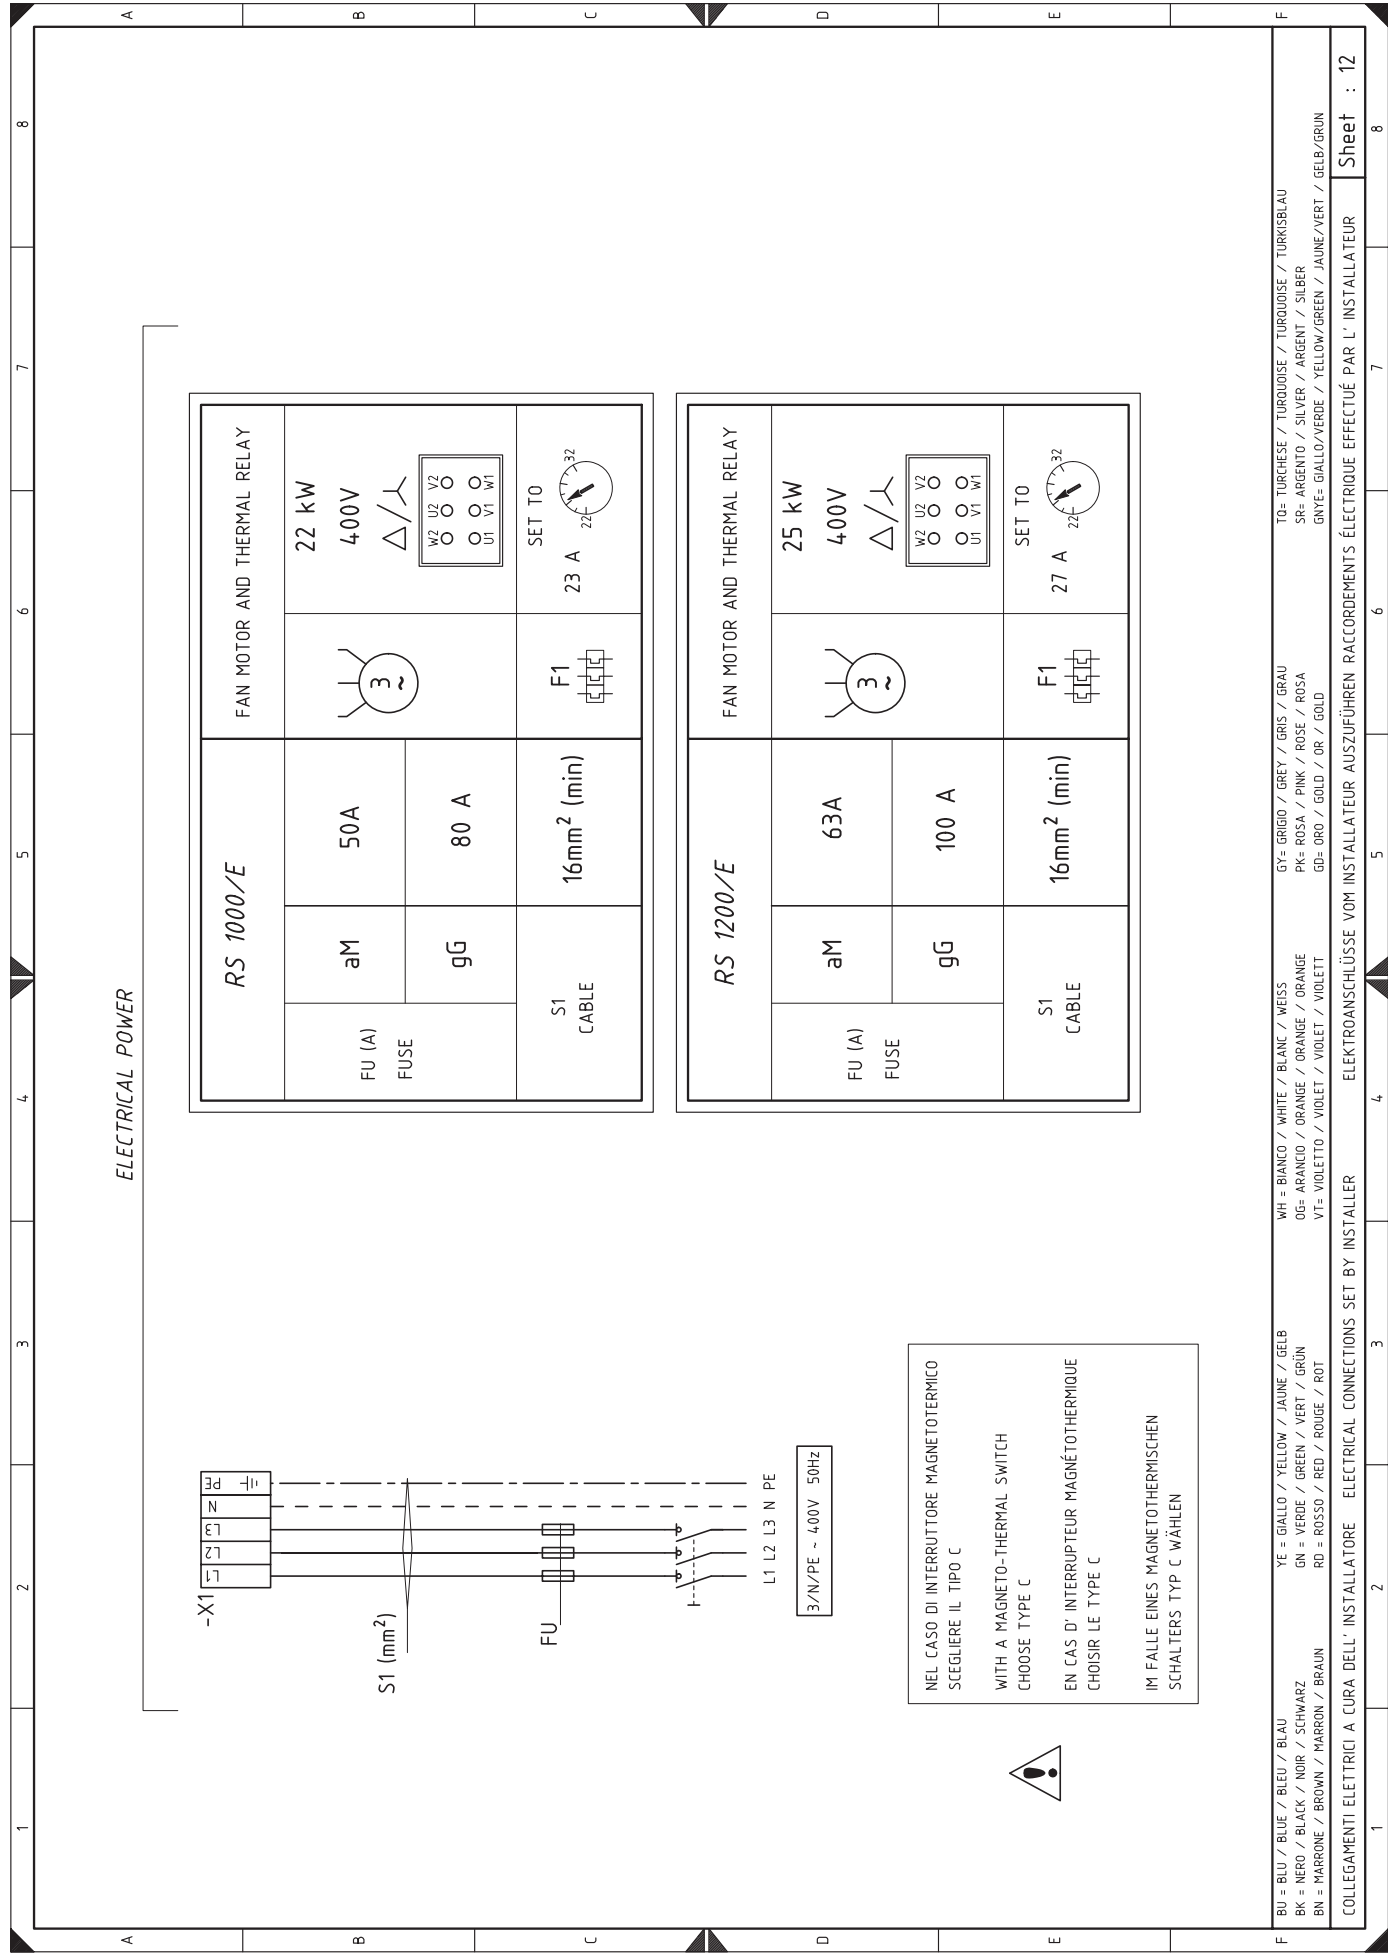 1 2 3 4 5 6 7 8
A
B
C
D
E
F
ELECTRICAL POWER
-X1
L1 L2 L3 N PE
S1 (mm²)
FU
L1 L2 L3 N PE
3/N/PE ~ 400V 50Hz
NEL CASO DI INTERRUTTORE MAGNETOTERMICO
SCEGLIERE IL TIPO C
WITH A MAGNETO-THERMAL SWITCH
CHOOSE TYPE C
EN CAS D' INTERRUPTEUR MAGNÉTOTHERMIQUE
CHOISIR LE TYPE C
IM FALLE EINES MAGNETOTHERMISCHEN
SCHALTERS TYP C WÄHLEN
RS 1000/E
FAN MOTOR AND THERMAL RELAY
FU (A)
FUSE
aM
50A
gG
80 A
3
~
22 kW
400V
Δ/Y
W2 U2 V2
U1 V1 W1
S1
CABLE
16mm² (min)
F1
SET TO
23 A
22
32
RS 1200/E
FAN MOTOR AND THERMAL RELAY
FU (A)
FUSE
aM
63A
gG
100 A
3
~
25 kW
400V
Δ/Y
W2 U2 V2
U1 V1 W1
S1
CABLE
16mm² (min)
F1
SET TO
27 A
22
32
BU = BLU / BLUE / BLEU / BLAU
BK = NERO / BLACK / NOIR / SCHWARZ
BN = MARRONE / BROWN / MARRON / BRAUN
YE = GIALLO / YELLOW / JAUNE / GELB
GN = VERDE / GREEN / VERT / GRÜN
RD = ROSSO / RED / ROUGE / ROT
WH = BIANCO / WHITE / BLANC / WEISS
OG= ARANCIO / ORANGE / ORANGE / ORANGE
VT= VIOLETTO / VIOLET / VIOLET / VIOLETT
GY= GRIGIO / GREY / GRIS / GRAU
PK= ROSA / PINK / ROSE / ROSA
GD= ORO / GOLD / OR / GOLD
TQ= TURCHESE / TURQUOISE / TURQUOISE / TURKISBLAU
SR= ARGENTO / SILVER / ARGENT / SILBER
GNYE= GIALLO/VERDE / YELLOW/GREEN / JAUNE/VERT / GELB/GRUN
COLLEGAMENTI ELETTRICI A CURA DELL' INSTALLATORE ELECTRICAL CONNECTIONS SET BY INSTALLER ELEKTROANSCHLÜSSE VOM INSTALLATEUR AUSZUFÜHREN RACCORDEMENTS ÉLECTRIQUE EFFECTUÉ PAR L' INSTALLATEUR
Sheet : 12
1 2 3 4 5 6 7 8
A
B
C
D
E
F